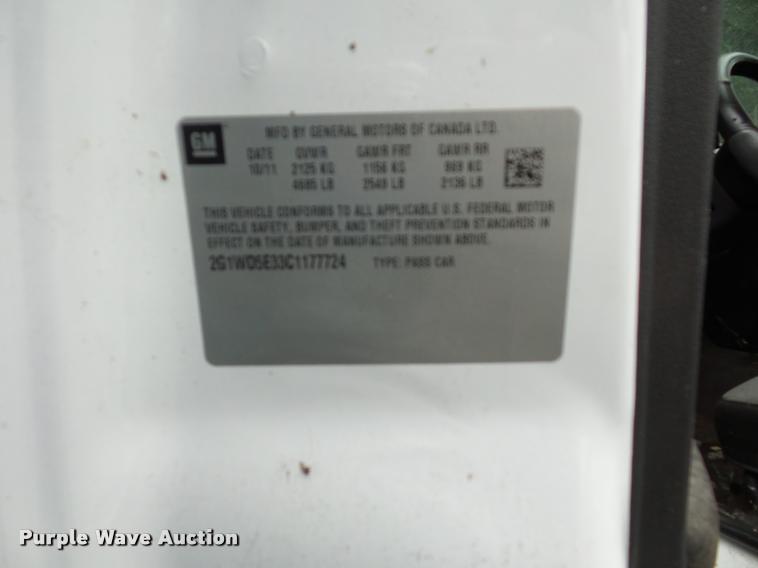 GM
MFD BY GENERAL MOTORS OF CANADA LTD.
DATE GVWR GAWR FRT GAWR RR
10/11 2125 KG 1156 KG 969 KG
4685 LB 2549 LB 2136 LB
THIS VEHICLE CONFORMS TO ALL APPLICABLE U.S. FEDERAL MOTOR
VEHICLE SAFETY, BUMPER, AND THEFT PREVENTION STANDARDS IN
EFFECT ON THE DATE OF MANUFACTURE SHOWN ABOVE.
2G1WD5E33C1177724 TYPE: PASS CAR
Purple Wave Auction